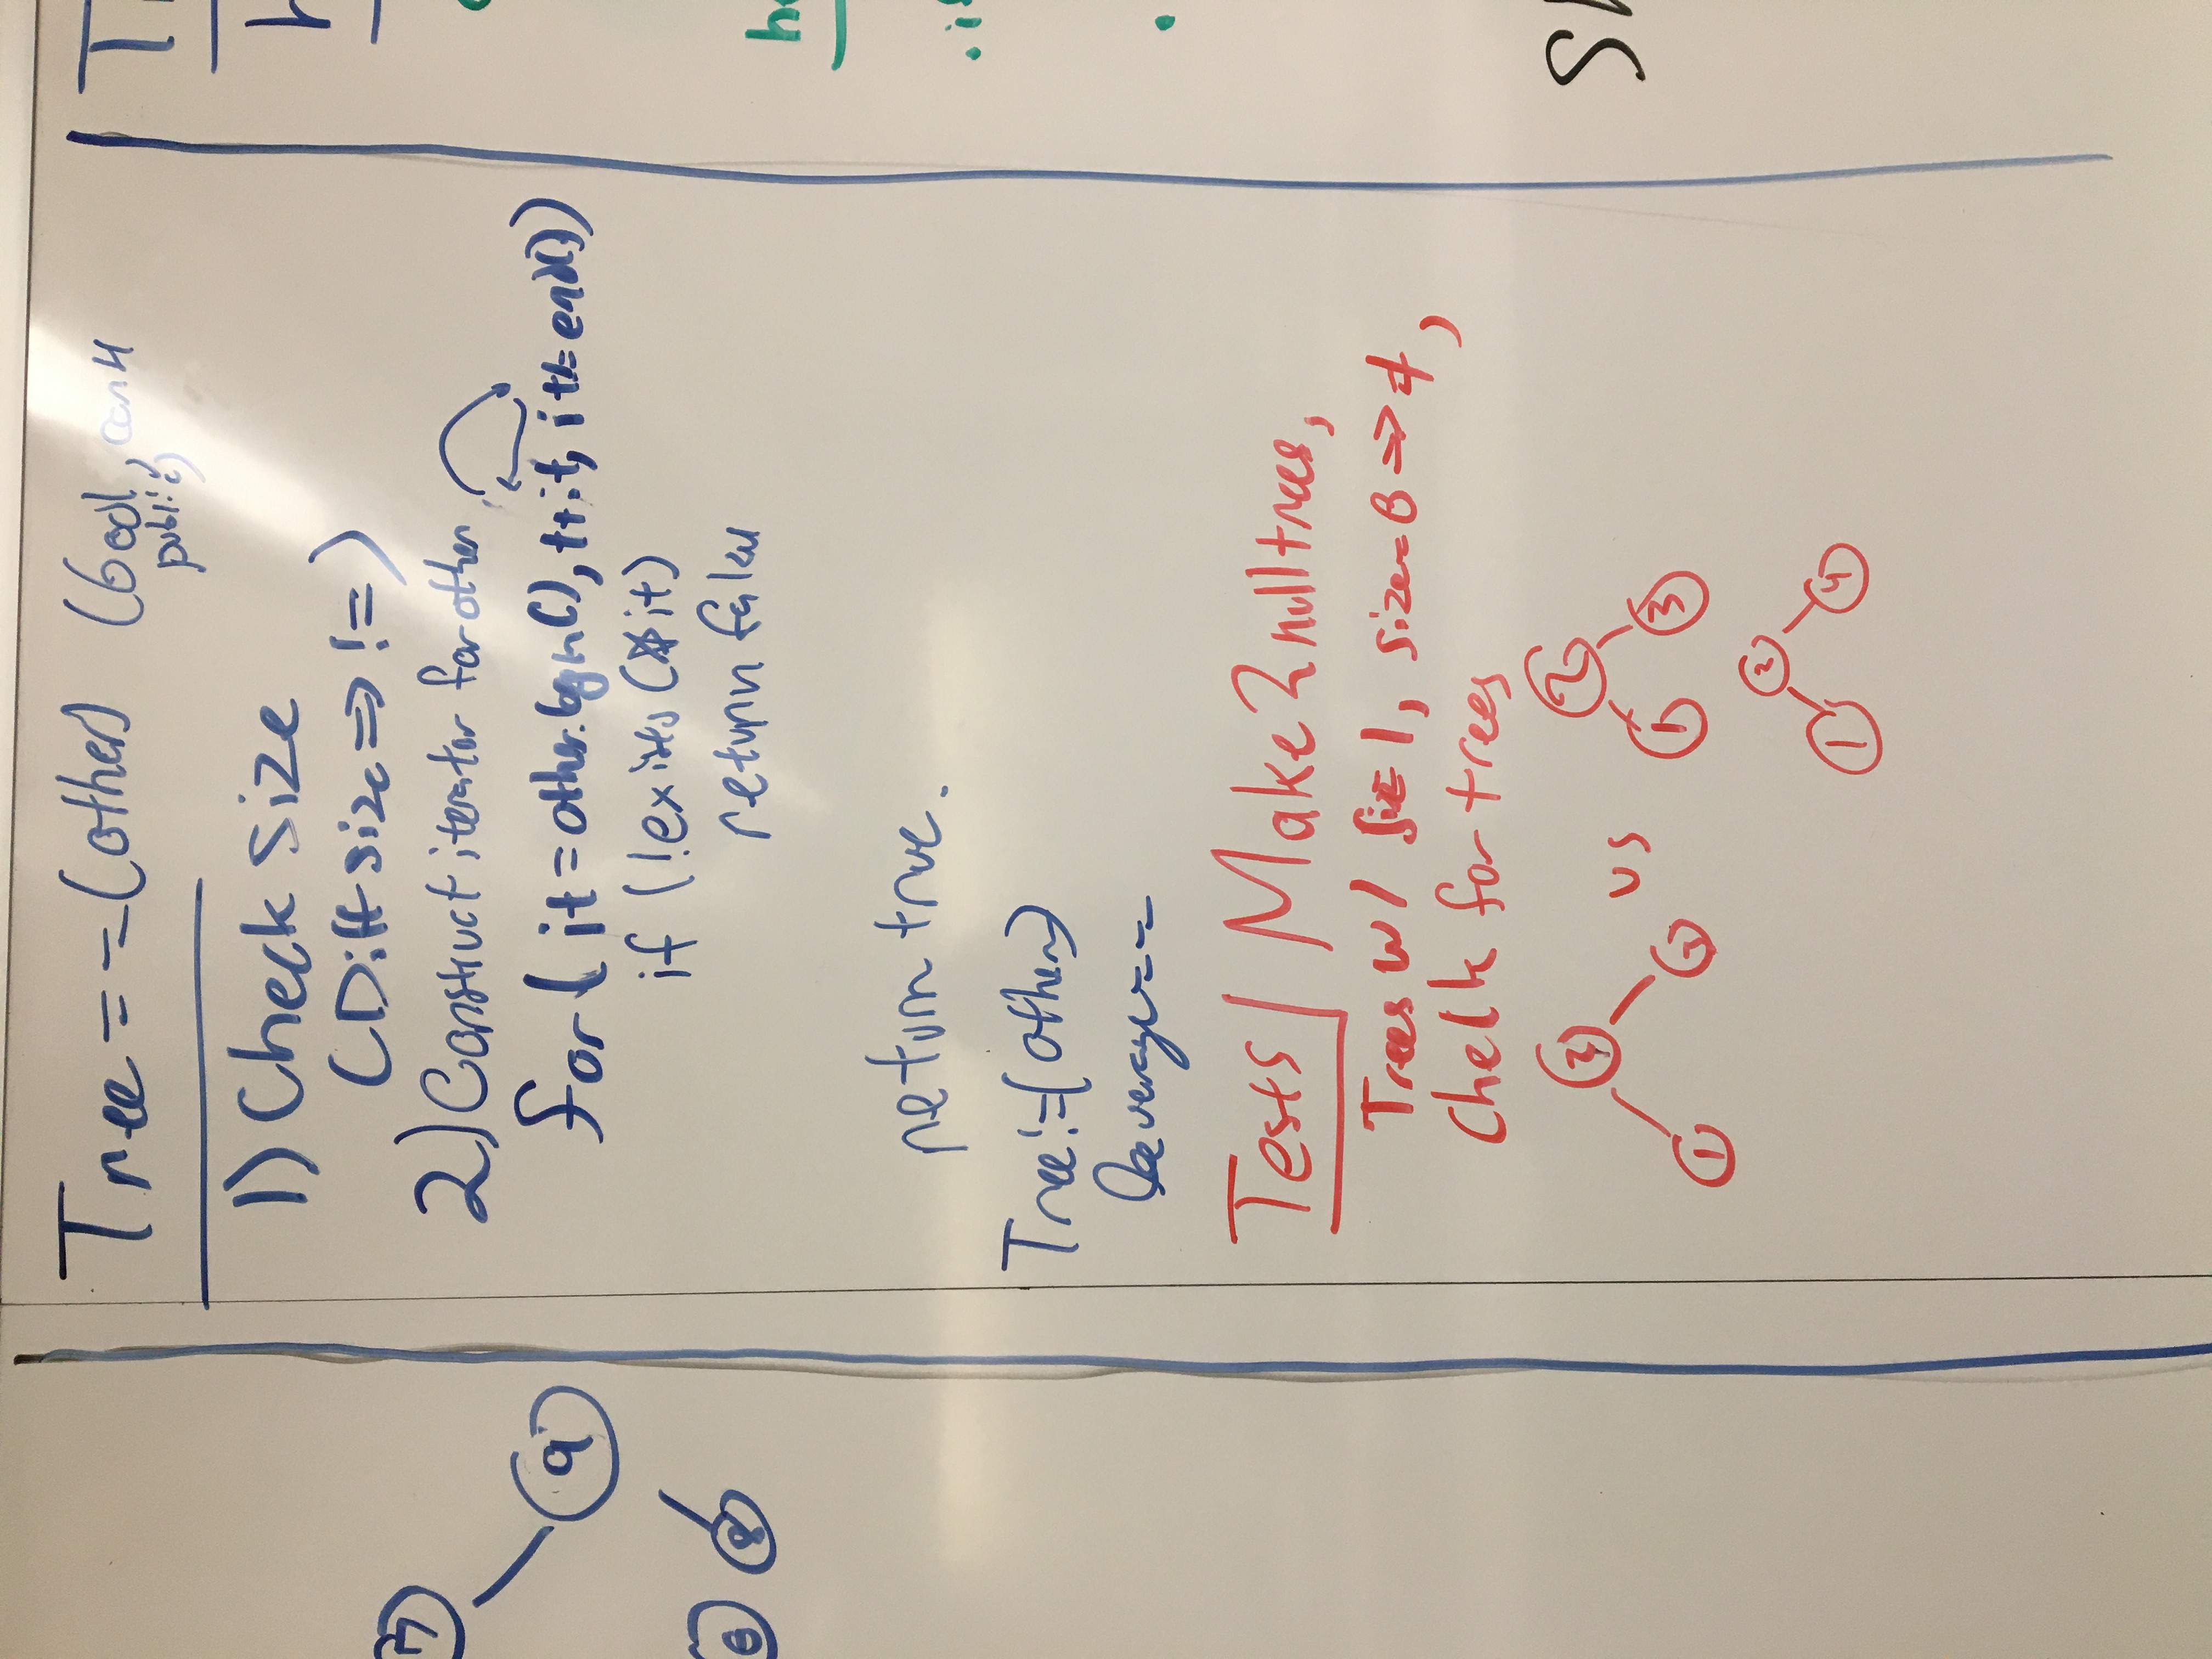 Tree==(other) (bool, const
public)
1) Check size
(Diff size => !=)
2) Construct iterator for other
for( it = other.begin(), ++it, it != end())
if (!exists(*it)
return false
return true.
Tree!=(other)
leverage ==
Tests/ Make 2 null trees,
Trees w/ size 1, size=0 => ≠,
Check for trees
2
1
3
vs
2
1
3
2
1
4
7
9
6
8
T
h
.